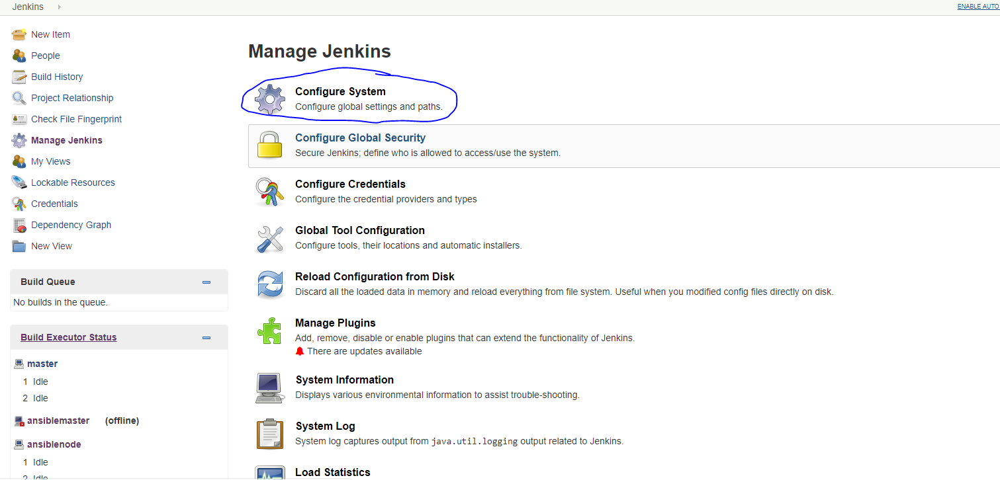 Jenkins
ENABLE AUTO
New Item
People
Build History
Project Relationship
Check File Fingerprint
Manage Jenkins
My Views
Lockable Resources
Credentials
Dependency Graph
New View
Build Queue
No builds in the queue.
Build Executor Status
master
1 Idle
2 Idle
ansiblemaster (offline)
ansiblenode
1 Idle
2 Idle
Manage Jenkins
Configure System
Configure global settings and paths.
Configure Global Security
Secure Jenkins; define who is allowed to access/use the system.
Configure Credentials
Configure the credential providers and types
Global Tool Configuration
Configure tools, their locations and automatic installers.
Reload Configuration from Disk
Discard all the loaded data in memory and reload everything from file system. Useful when you modified config files directly on disk.
Manage Plugins
Add, remove, disable or enable plugins that can extend the functionality of Jenkins.
There are updates available
System Information
Displays various environmental information to assist trouble-shooting.
System Log
System log captures output from java.util.logging output related to Jenkins.
Load Statistics